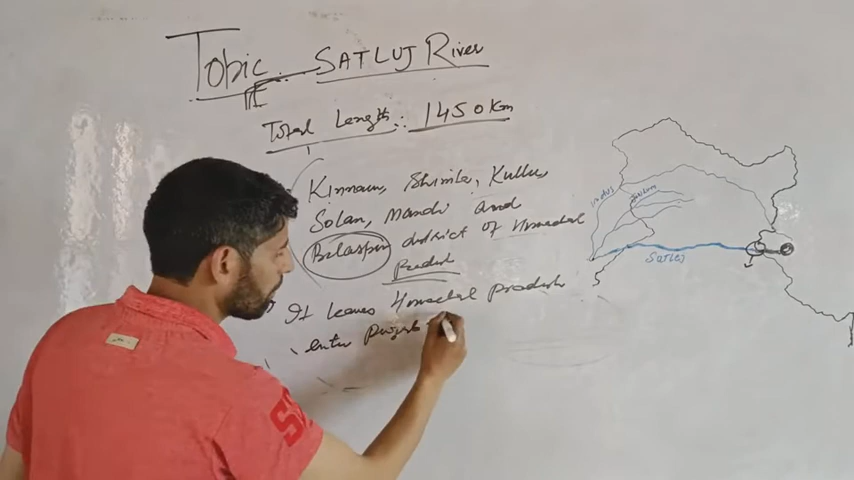 Topic. SATLUJ River
Total Length: 1450 Km
Kinnaur, Shimla, Kullu,
Solan, Mandi and
Bilaspur district of Himachal
Pradesh
It leaves Himachal pradesh
enter Punjab
Indus
Satluj